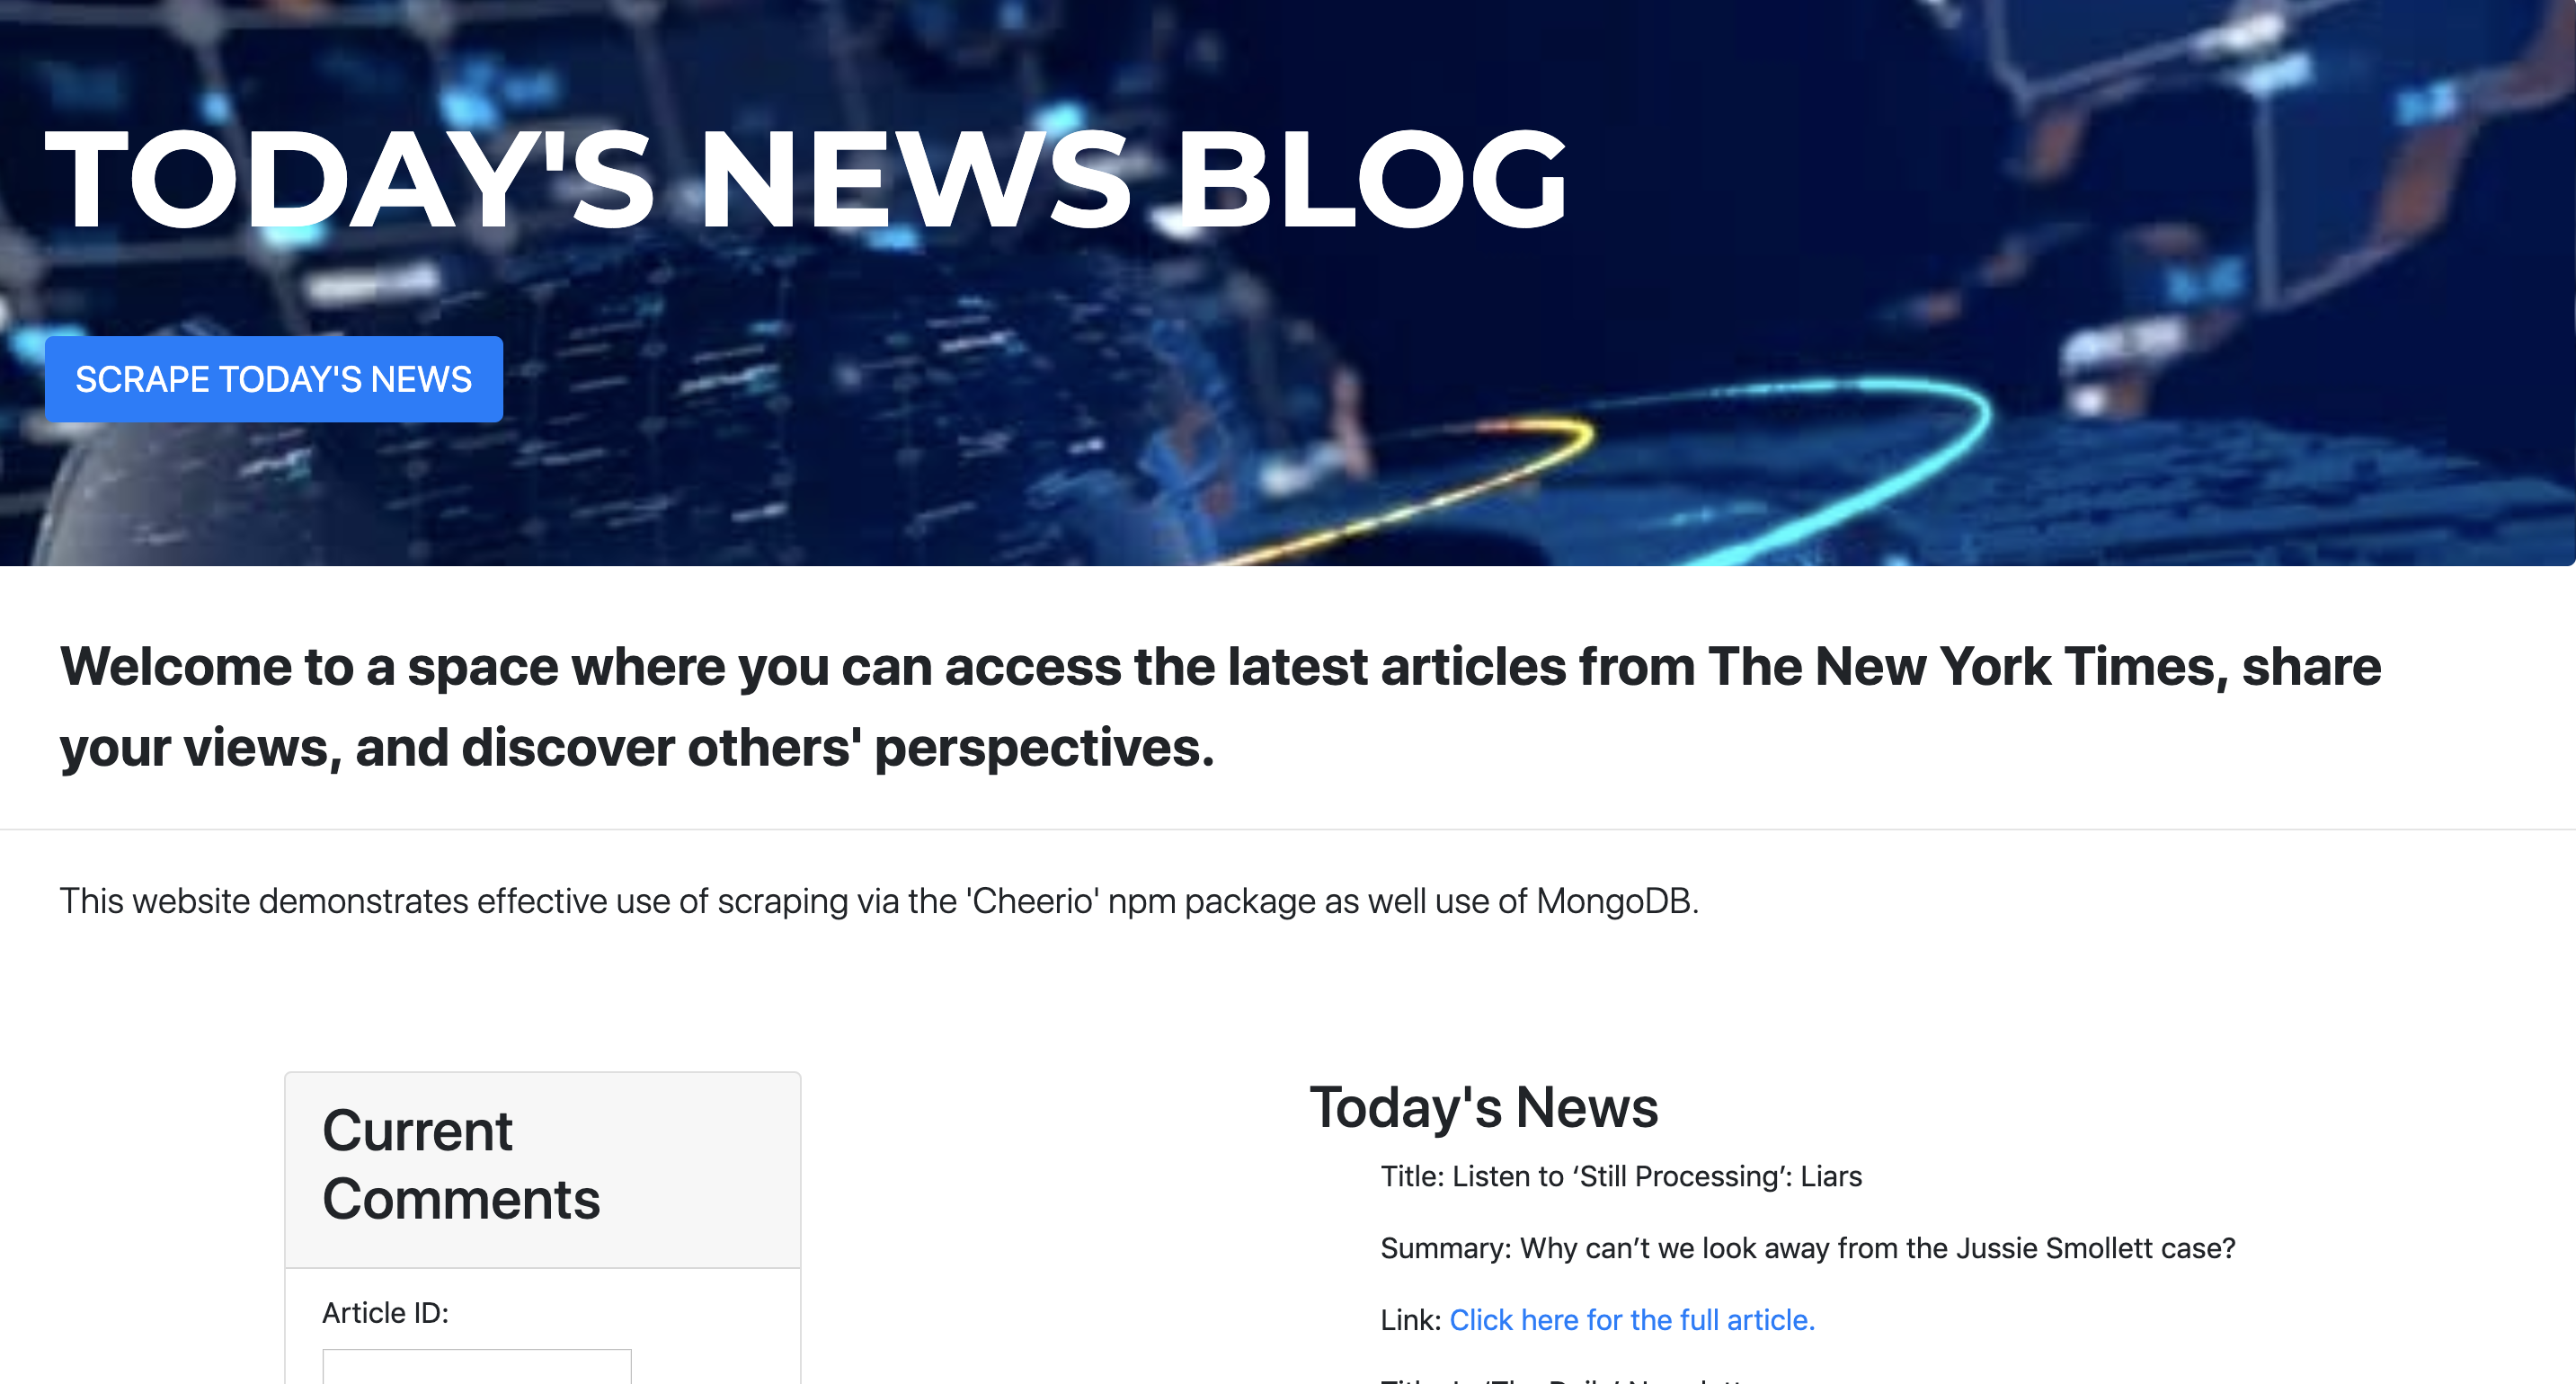 TODAY'S NEWS BLOG
SCRAPE TODAY'S NEWS
Welcome to a space where you can access the latest articles from The New York Times, share
your views, and discover others' perspectives.
This website demonstrates effective use of scraping via the 'Cheerio' npm package as well use of MongoDB.
Current
Comments
Article ID:
Today's News
Title: Listen to ‘Still Processing’: Liars
Summary: Why can’t we look away from the Jussie Smollett case?
Link: Click here for the full article.